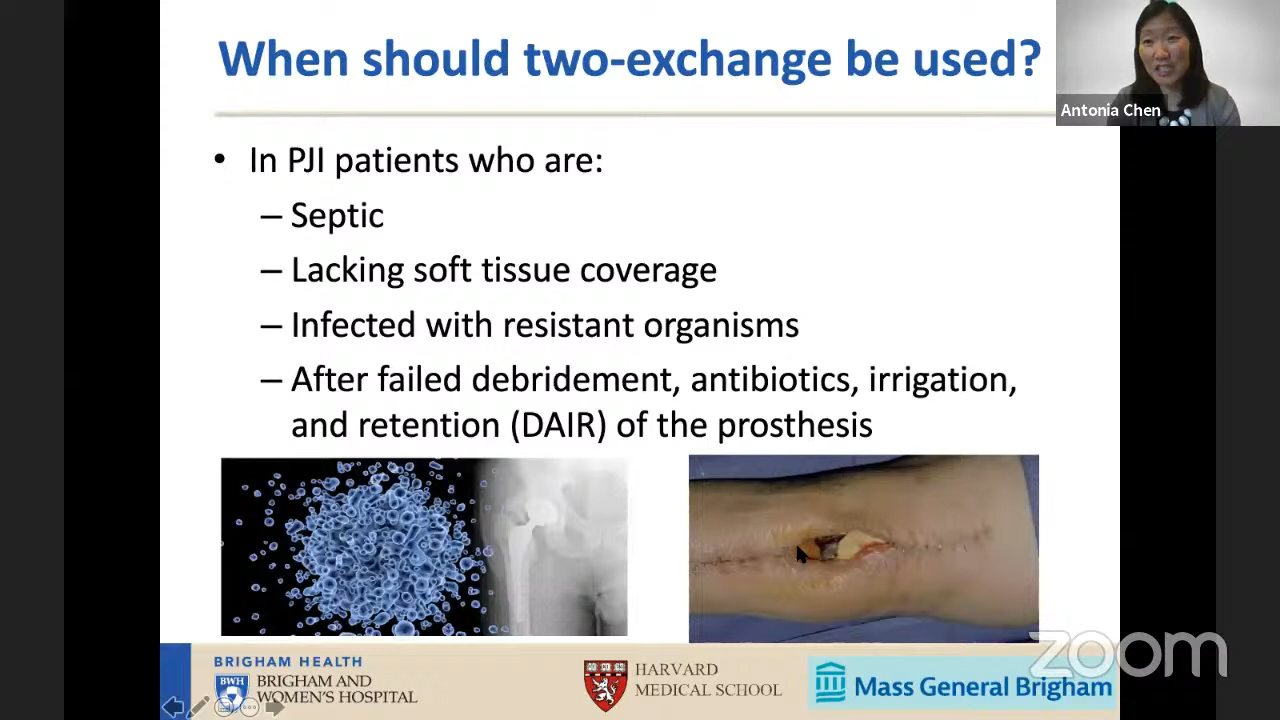 When should two-exchange be used?
Antonia Chen
• In PJI patients who are:
– Septic
– Lacking soft tissue coverage
– Infected with resistant organisms
– After failed debridement, antibiotics, irrigation,
and retention (DAIR) of the prosthesis
BRIGHAM HEALTH
BWH
BRIGHAM AND
WOMEN'S HOSPITAL
HARVARD
MEDICAL SCHOOL
Mass General Brigham
zoom